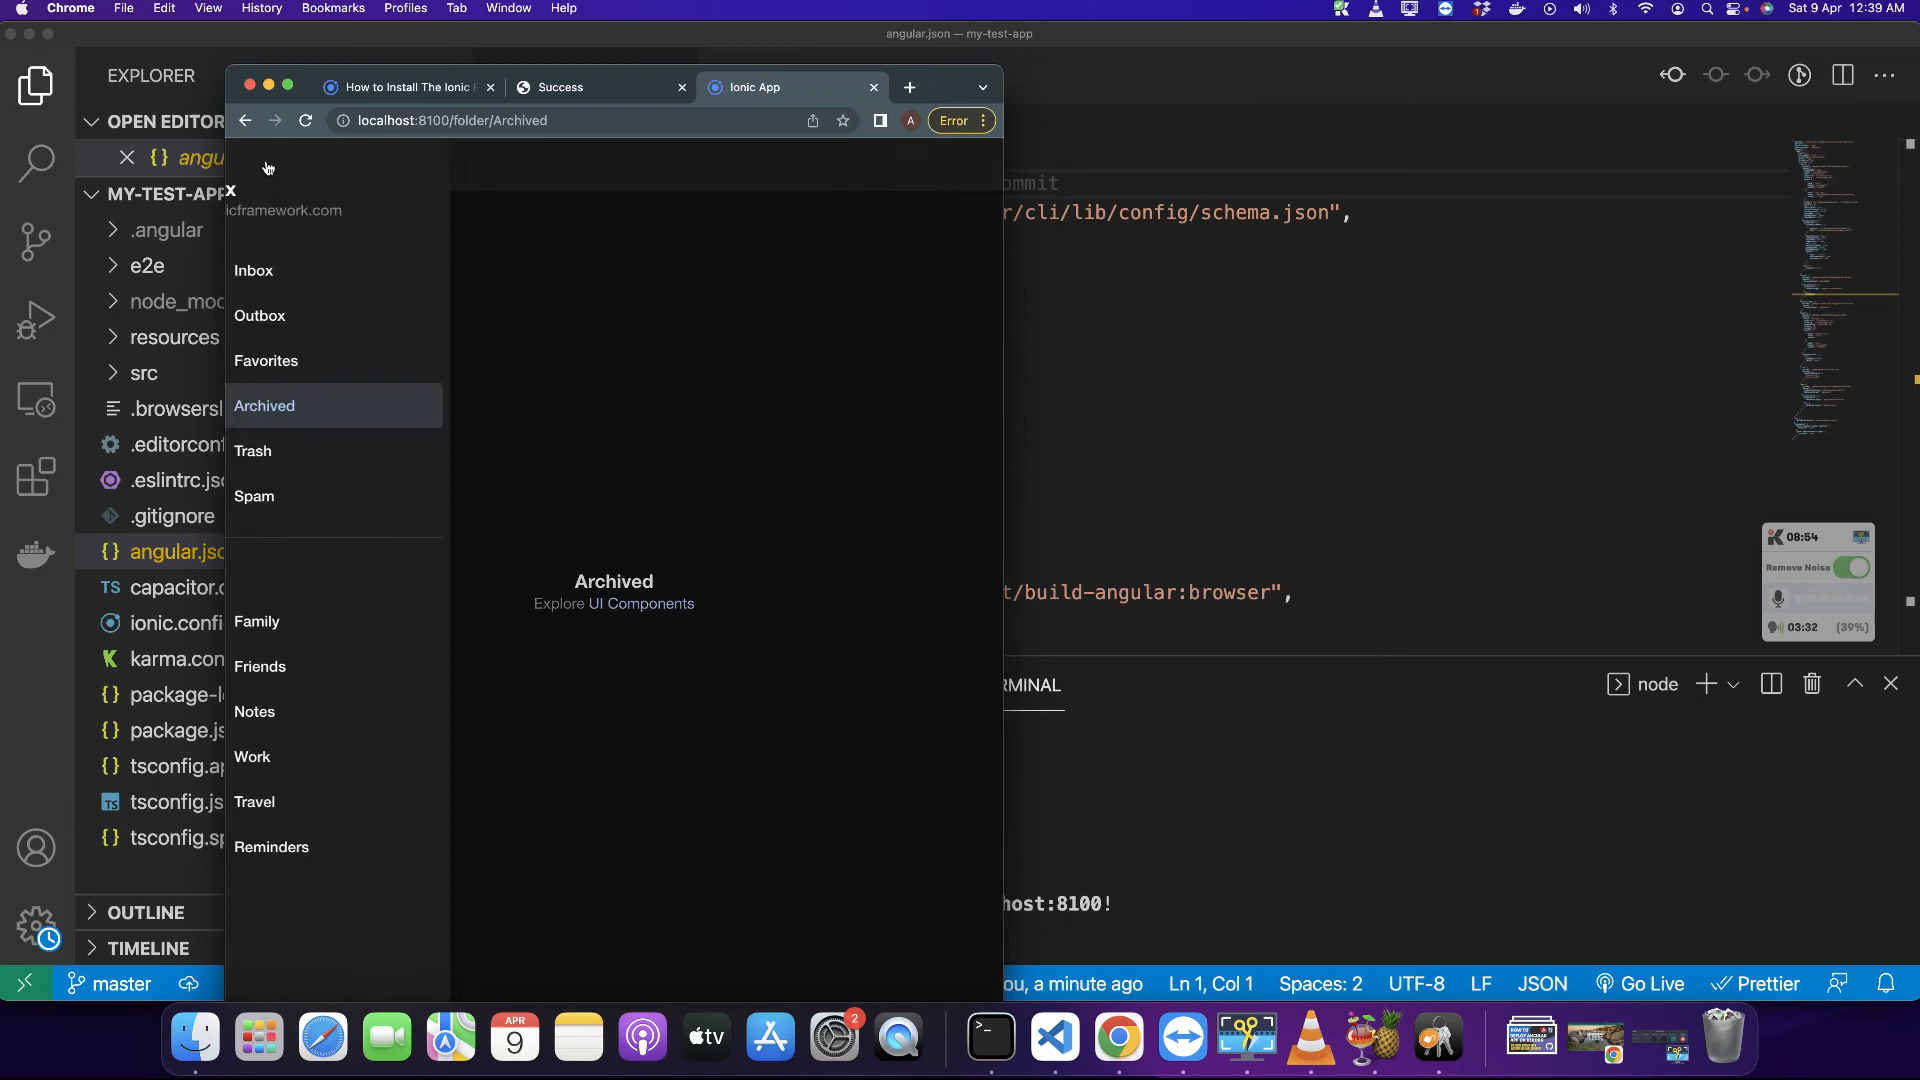 Chrome File Edit View History Bookmarks Profiles Tab Window Help Sat 9 Apr 12:39 AM
angular.json — my-test-app
EXPLORER
OPEN EDITOR
angu
MY-TEST-APP
.angular
e2e
node_mod
resources
src
.browsersl
.editorconf
.eslintrc.jso
.gitignore
angular.jso
capacitor.c
ionic.confi
karma.con
package-l
package.js
tsconfig.ap
tsconfig.js
tsconfig.sp
OUTLINE
TIMELINE
How to Install The Ionic F
Success
Ionic App
localhost:8100/folder/Archived
Error
x
icframework.com
Inbox
Outbox
Favorites
Archived
Trash
Spam
Family
Friends
Notes
Work
Travel
Reminders
Archived
Explore UI Components
ommit
r/cli/lib/config/schema.json",
t/build-angular:browser",
08:54
Remove Noise
03:32 (39%)
RMINAL
node
host:8100!
master
ou, a minute ago Ln 1, Col 1 Spaces: 2 UTF-8 LF JSON Go Live Prettier
APR
9
tv
2